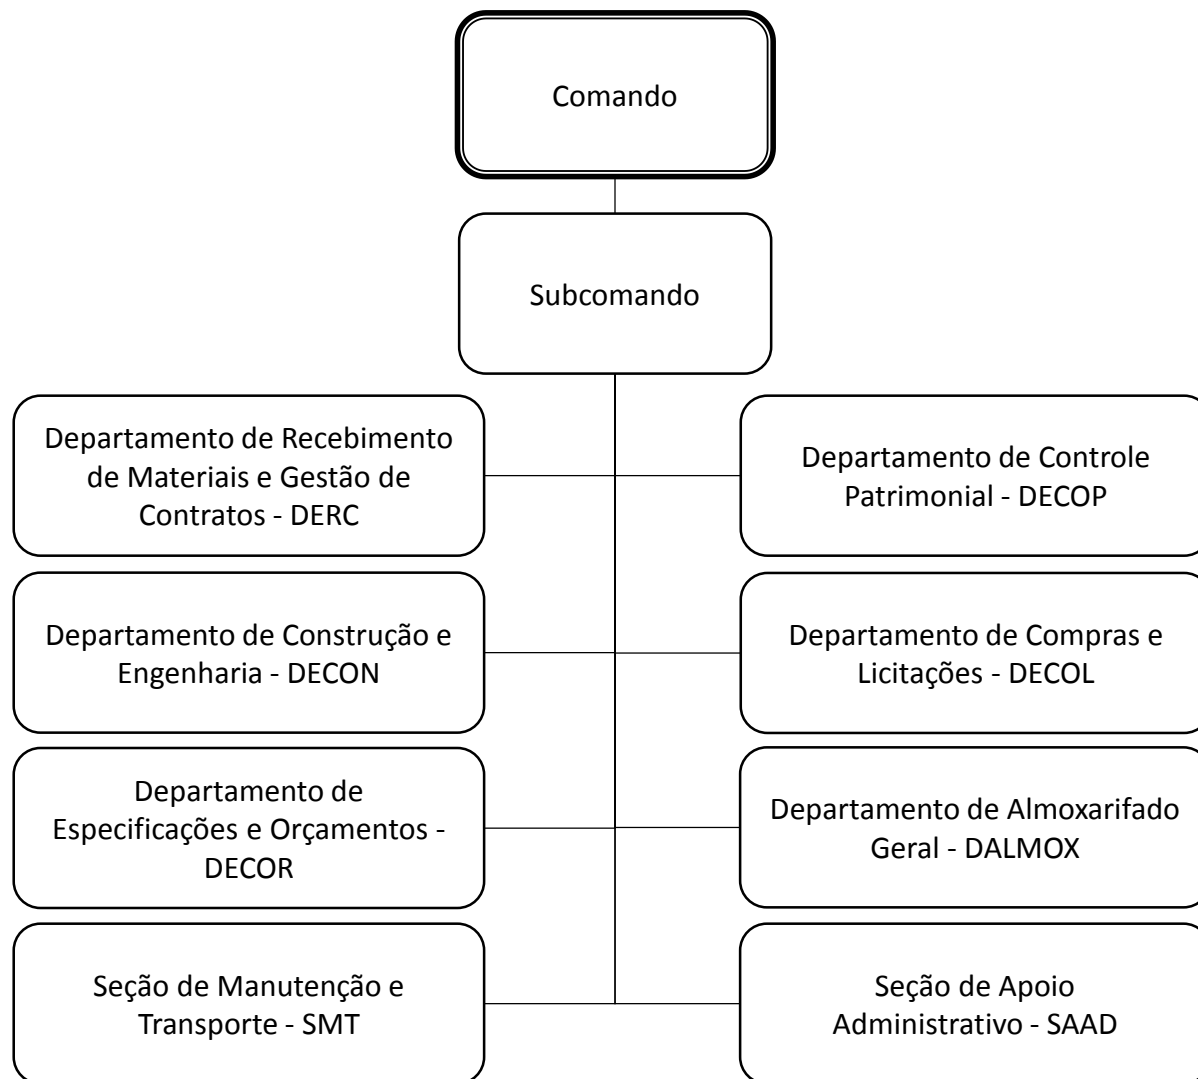 Comando
Subcomando
Departamento de Recebimento
de Materiais e Gestão de
Contratos - DERC
Departamento de Controle
Patrimonial - DECOP
Departamento de Construção e
Engenharia - DECON
Departamento de Compras e
Licitações - DECOL
Departamento de
Especificações e Orçamentos -
DECOR
Departamento de Almoxarifado
Geral - DALMOX
Seção de Manutenção e
Transporte - SMT
Seção de Apoio
Administrativo - SAAD